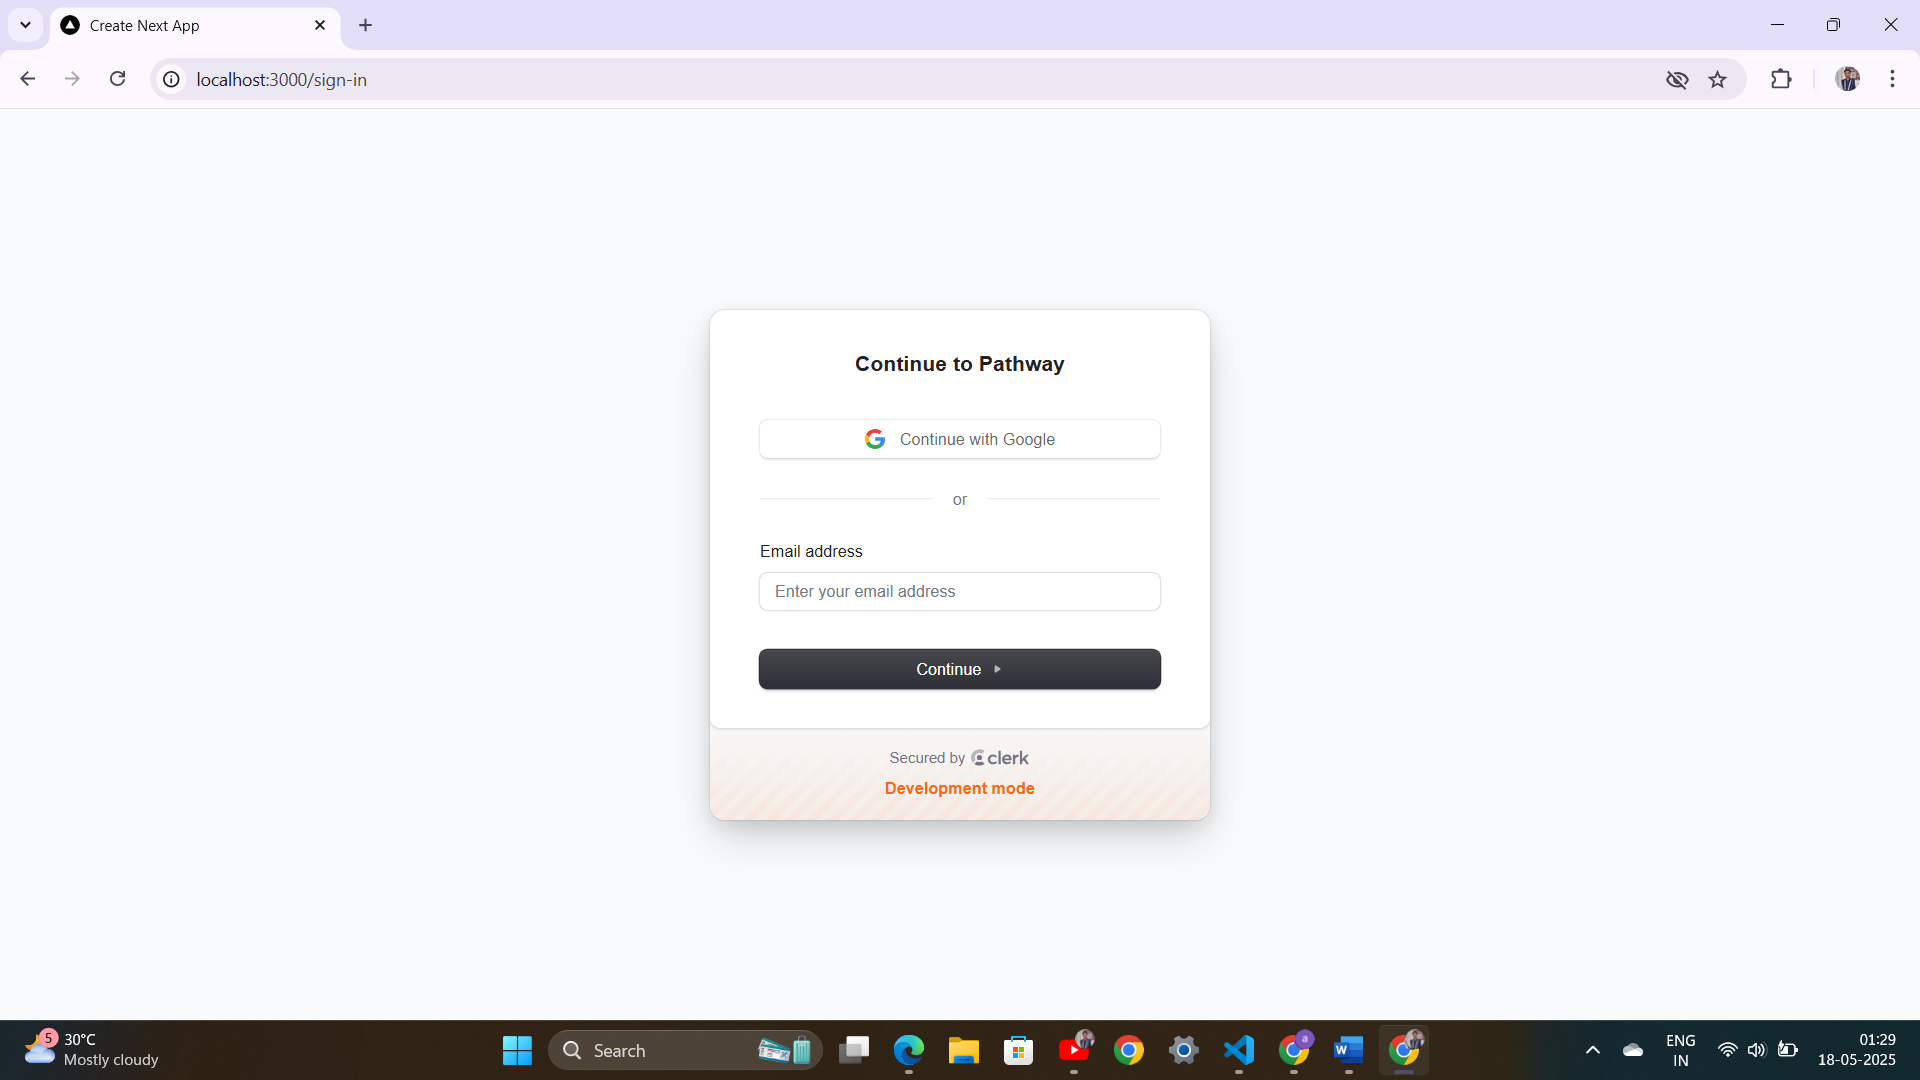 Create Next App
localhost:3000/sign-in
Continue to Pathway
Continue with Google
or
Email address
Enter your email address
Continue
Secured by clerk
Development mode
5
30°C
Mostly cloudy
Search
a
W
ENG
IN
01:29
18-05-2025